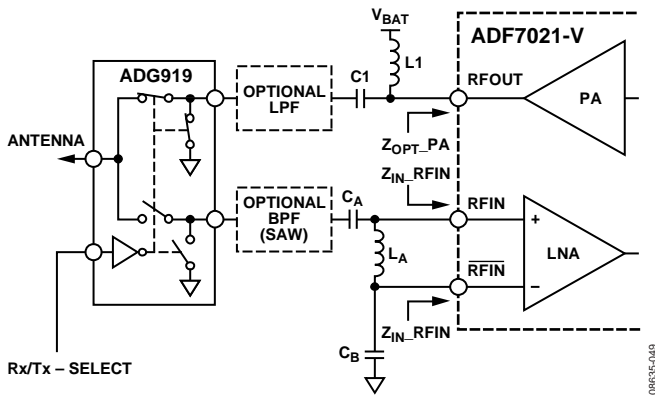 VBAT
ADF7021-V
L1
ADG919
OPTIONAL
LPF
C1
RFOUT
PA
ANTENNA
ZOPT_PA
ZIN_RFIN
OPTIONAL
BPF
(SAW)
CA
RFIN
+
LA
LNA
RFIN
−
ZIN_RFIN
CB
Rx/Tx – SELECT
08635-049